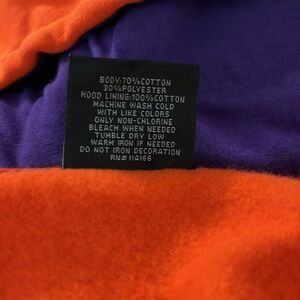 BODY:70%COTTON
30%POLYESTER
HOOD LINING:100%COTTON
MACHINE WASH COLD
WITH LIKE COLORS
ONLY NON-CHLORINE
BLEACH WHEN NEEDED
TUMBLE DRY LOW
WARM IRON IF NEEDED
DO NOT IRON DECORATION
RN# 114166